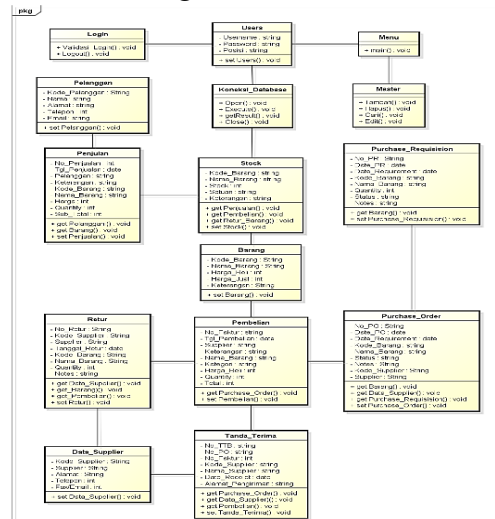 pkg
Login
+ Validasi_Login() : void
+ Logout() : void
Users
- Username : string
- Password : string
- Posisi : string
+ set Users() : void
Menu
+ main() : void
Pelanggan
- Kode_Pelanggan : String
- Nama : string
- Alamat : string
- Telepon : int
- Email : string
+ set Pelanggan() : void
Koneksi_Database
+ Open() : void
+ Execute() : void
+ getResult() : void
+ Close() : void
Master
+ Tambah() : void
+ Hapus() : void
+ Cari() : void
+ Edit() : void
Penjualan
- No_Penjualan : int
- Tgl_Penjualan : date
- Pelanggan : string
- Keterangan : string
- Kode_Barang : string
- Nama_Barang : string
- Harga : int
- Quantity : int
- Sub_Total : int
+ get Pelanggan() : void
+ get Barang() : void
+ set Penjualan() : void
Stock
- Kode_Barang : String
- Nama_Barang : String
- Stock : int
- Satuan : string
- Keterangan : string
+ get Penjualan() : void
+ get Pembelian() : void
+ get Retur_Barang() : void
+ set Stock() : void
Purchase_Requisision
- No_PR : String
- Date_PR : date
- Date_Requirement : date
- Kode_Barang : string
- Nama_Barang : string
- Quantity : int
- Status : string
- Notes : string
+ get Barang() : void
+ set Purchase_Requisision() : void
Barang
- Kode_Barang : String
- Nama_Barang : String
- Harga_Beli : int
- Harga_Jual : int
- Keterangan : String
+ set Barang() : void
Retur
- No_Retur : String
- Kode_Supplier : String
- Supplier : String
- Tanggal_Retur : date
- Kode_Barang : String
- Nama_Barang : String
- Quantity : int
- Notes : string
+ get Data_Supplier() : void
+ get_Barang() : void
+ get_Pembelian() : void
+ set Retur() : void
Pembelian
- No_Faktur : int
- Tgl_Pembelian : date
- Supplier : string
- Keterangan : string
- Nama_Barang : string
- Kategori : string
- Harga_Beli : int
- Quantity : int
- Total : int
+ get Purchase_Order() : void
+ set Pembelian() : void
Purchase_Order
- No_PO : String
- Date_PO : date
- Date_Requirement : date
- Kode_Barang : string
- Nama_Barang : string
- Status : string
- Notes : string
- Kode_Supplier : String
- Supplier : String
+ get Barang() : void
+ get Data_Supplier() : void
+ get Purchase_Requisision() : void
+ set Purchase_Order() : void
Data_Supplier
- Kode_Supplier : String
- Supplier : String
- Alamat : String
- Telepon : int
- Fax/Email : int
+ set Data_Supplier() : void
Tanda_Terima
- No_TTB : string
- No_PO : string
- No_Faktur : int
- Kode_Supplier : string
- Supplier : string
- Nama_Barang : string
- Date_Receipt : date
- Alamat_Pengiriman : string
+ get Purchase_Order() : void
+ get Data_Supplier() : void
+ get Pembelian() : void
+ set Tanda_Terima() : void